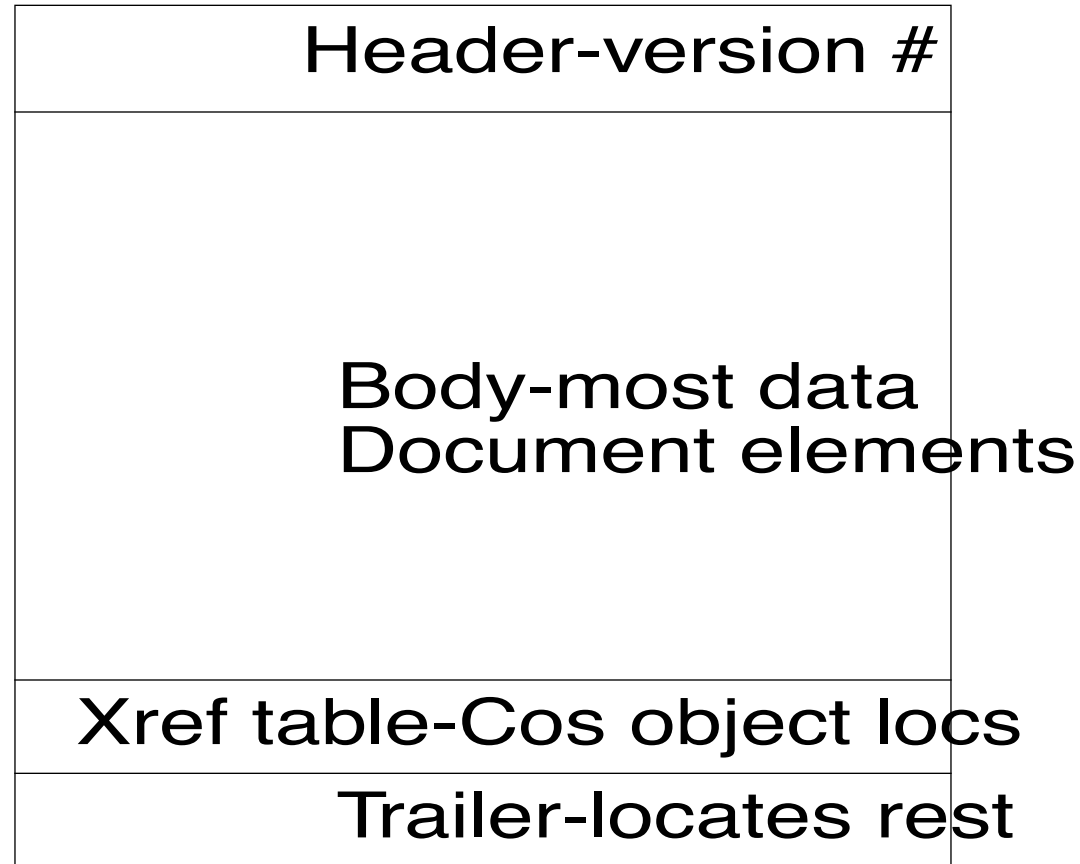 Header-version #
Body-most data
Document elements
Xref table-Cos object locs
Trailer-locates rest